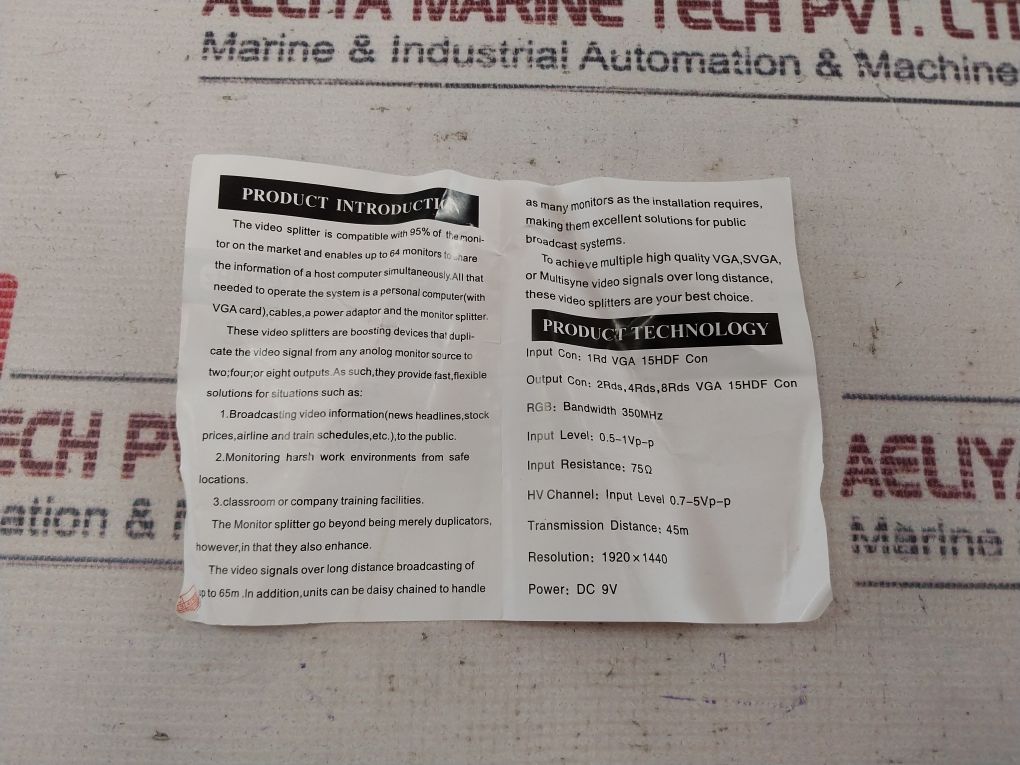 AELIYA MARINE TECH PVT. LT
Marine & Industrial Automation & Machine
PRODUCT INTRODUCTION
The video splitter is compatible with 95% of the moni-
tor on the market and enables up to 64 monitors to share
the information of a host computer simultaneously.All that
needed to operate the system is a personal computer(with
VGA card),cables,a power adaptor and the monitor splitter.
These video splitters are boosting devices that dupli-
cate the video signal from any anolog monitor source to
two;four;or eight outputs.As such,they provide fast,flexible
solutions for situations such as:
1.Broadcasting video information(news headlines,stock
prices,airline and train schedules,etc.),to the public.
2.Monitoring harsh work environments from safe
locations.
3.classroom or company training facilities.
The Monitor splitter go beyond being merely duplicators,
however,in that they also enhance.
The video signals over long distance broadcasting of
up to 65m .In addition,units can be daisy chained to handle
as many monitors as the installation requires,
making them excellent solutions for public
broadcast systems.
To achieve multiple high quality VGA,SVGA,
or Multisyne video signals over long distance,
these video splitters are your best choice.
PRODUCT TECHNOLOGY
Input Con: 1Rd VGA 15HDF Con
Output Con: 2Rds,4Rds,8Rds VGA 15HDF Con
RGB: Bandwidth 350MHz
Input Level: 0.5-1Vp-p
Input Resistance: 75Ω
HV Channel: Input Level 0.7-5Vp-p
Transmission Distance: 45m
Resolution: 1920×1440
Power: DC 9V
ECH PV
ation & I
AELIYA
Marine